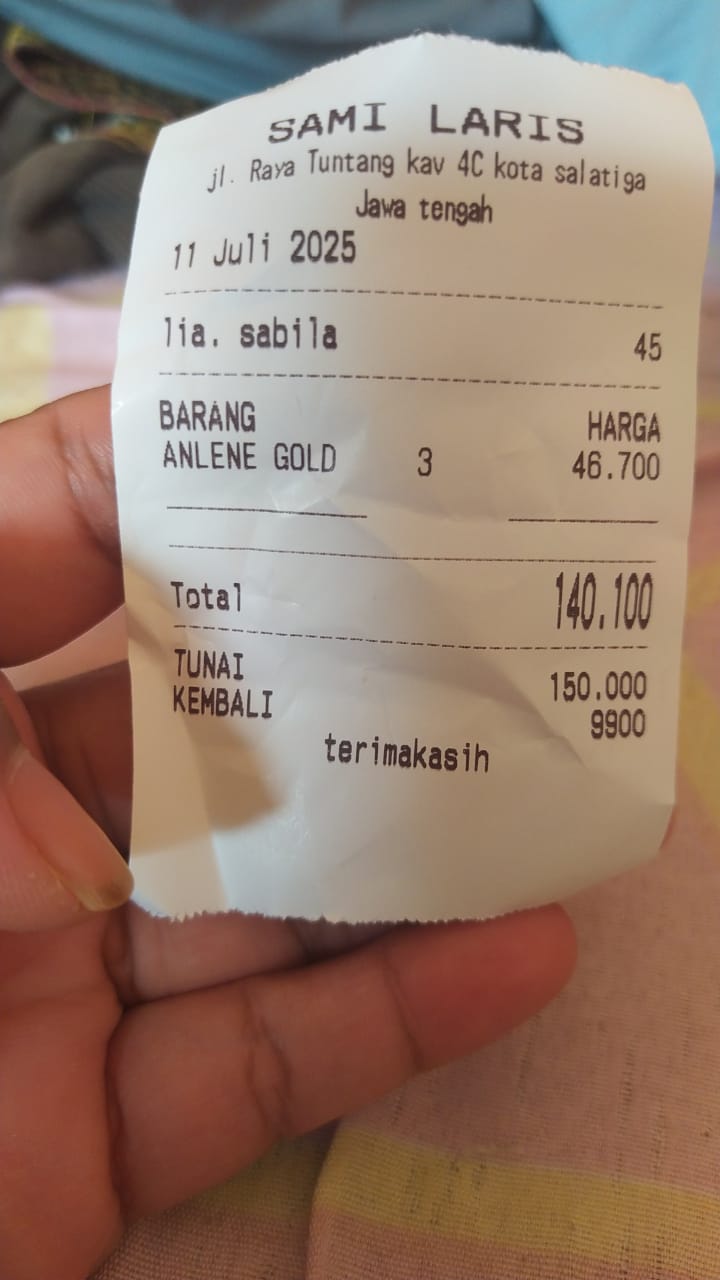 SAMI LARIS
jl. Raya Tuntang kav 4C kota salatiga
Jawa tengah
11 Juli 2025
lia. sabila 45
BARANG HARGA
ANLENE GOLD 3 46.700
Total 140.100
TUNAI 150.000
KEMBALI 9900
terimakasih